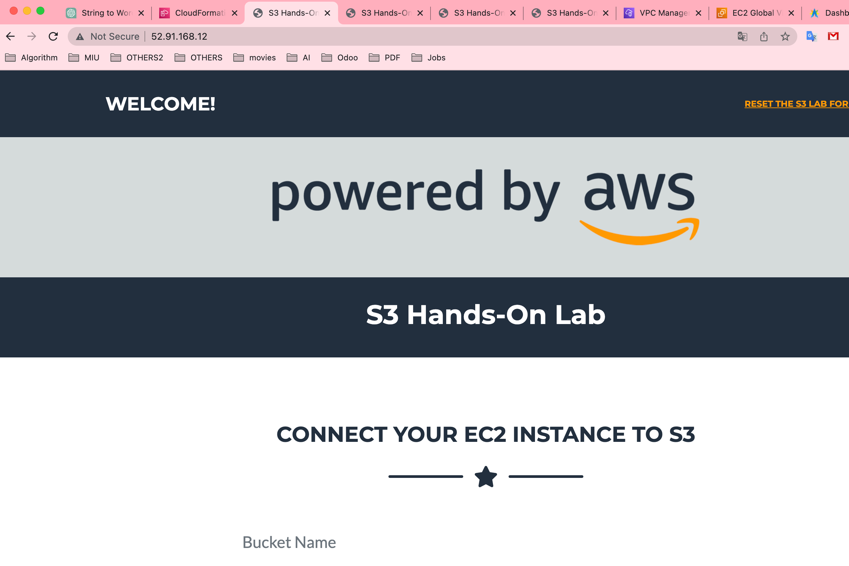 String to Wor
CloudFormati
S3 Hands-On
S3 Hands-On
S3 Hands-On
S3 Hands-On
VPC Manage
EC2 Global V
Dashb
Not Secure | 52.91.168.12
Algorithm
MIU
OTHERS2
OTHERS
movies
AI
Odoo
PDF
Jobs
WELCOME!
RESET THE S3 LAB FOR
powered by aws
S3 Hands-On Lab
CONNECT YOUR EC2 INSTANCE TO S3
Bucket Name